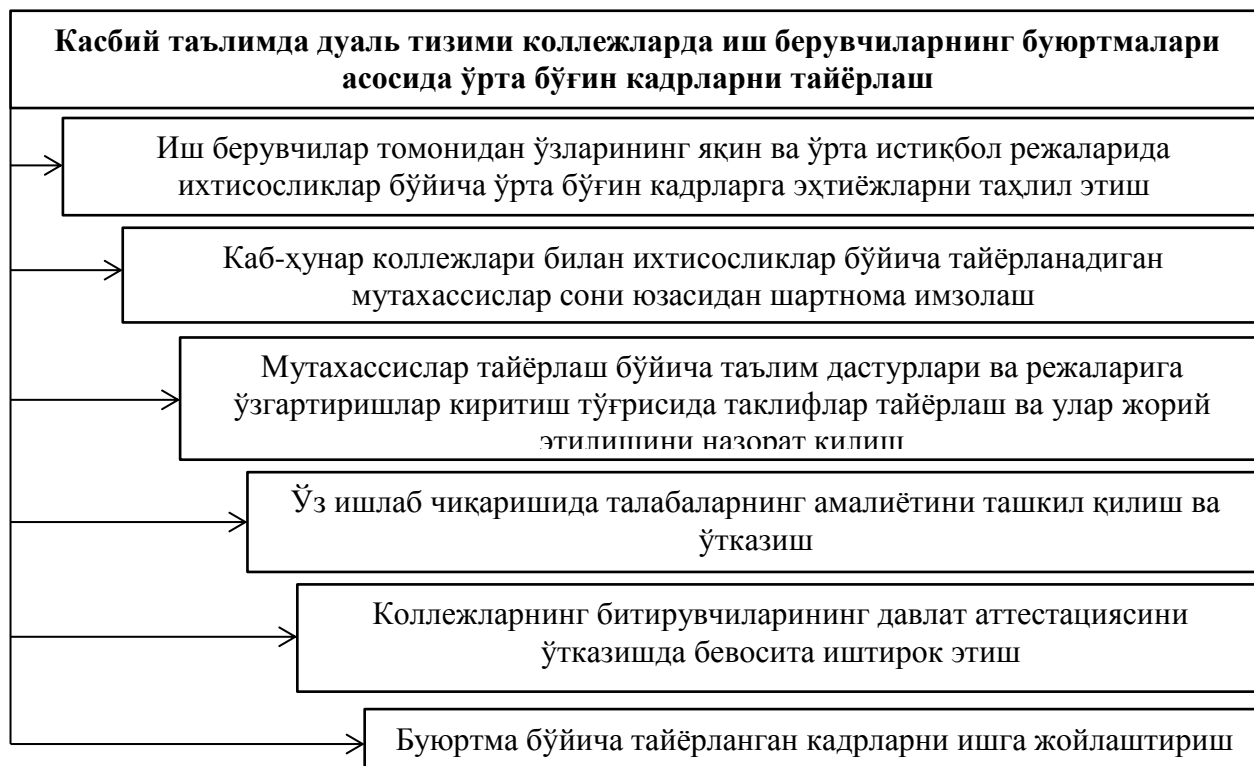 Касбий таълимда дуаль тизими коллежларда иш берувчиларнинг буюртмалари
асосида ўрта бўғин кадрларни тайёрлаш
Иш берувчилар томонидан ўзларининг яқин ва ўрта истиқбол режаларида
ихтисосликлар бўйича ўрта бўғин кадрларга эҳтиёжларни таҳлил этиш
Каб-ҳунар коллежлари билан ихтисосликлар бўйича тайёрланадиган
мутахассислар сони юзасидан шартнома имзолаш
Мутахассислар тайёрлаш бўйича таълим дастурлари ва режаларига
ўзгартиришлар киритиш тўғрисида таклифлар тайёрлаш ва улар жорий
этилишини назорат қилиш
Ўз ишлаб чиқаришида талабаларнинг амалиётини ташкил қилиш ва
ўтказиш
Коллежларнинг битирувчиларининг давлат аттестациясини
ўтказишда бевосита иштирок этиш
Буюртма бўйича тайёрланган кадрларни ишга жойлаштириш